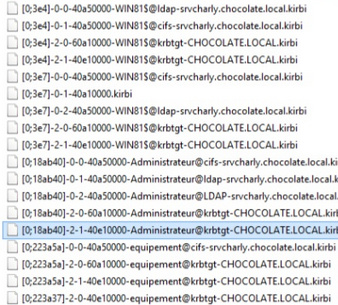 [0;3e4]-0-0-40a50000-WIN81$@ldap-srvcharly.chocolate.local.kirbi
[0;3e4]-0-1-40a50000-WIN81$@cifs-srvcharly.chocolate.local.kirbi
[0;3e4]-2-0-60a10000-WIN81$@krbtgt-CHOCOLATE.LOCAL.kirbi
[0;3e4]-2-1-40e10000-WIN81$@krbtgt-CHOCOLATE.LOCAL.kirbi
[0;3e7]-0-0-40a50000-WIN81$@cifs-srvcharly.chocolate.local.kirbi
[0;3e7]-0-1-40a10000.kirbi
[0;3e7]-0-2-40a50000-WIN81$@ldap-srvcharly.chocolate.local.kirbi
[0;3e7]-2-0-60a10000-WIN81$@krbtgt-CHOCOLATE.LOCAL.kirbi
[0;3e7]-2-1-40e10000-WIN81$@krbtgt-CHOCOLATE.LOCAL.kirbi
[0;18ab40]-0-0-40a50000-Administrateur@cifs-srvcharly.chocolate.local.ki
[0;18ab40]-0-1-40a50000-Administrateur@ldap-srvcharly.chocolate.local.
[0;18ab40]-0-2-40a50000-Administrateur@LDAP-srvcharly.chocolate.local.
[0;18ab40]-2-0-60a10000-Administrateur@krbtgt-CHOCOLATE.LOCAL.kirl
[0;18ab40]-2-1-40e10000-Administrateur@krbtgt-CHOCOLATE.LOCAL.kirl
[0;223a5a]-0-0-40a50000-equipement@cifs-srvcharly.chocolate.local.kirbi
[0;223a5a]-2-0-60a10000-equipement@krbtgt-CHOCOLATE.LOCAL.kirbi
[0;223a5a]-2-1-40e10000-equipement@krbtgt-CHOCOLATE.LOCAL.kirbi
[0;223a37]-2-0-40e10000-equipement@krbtgt-CHOCOLATE.LOCAL.kirbi